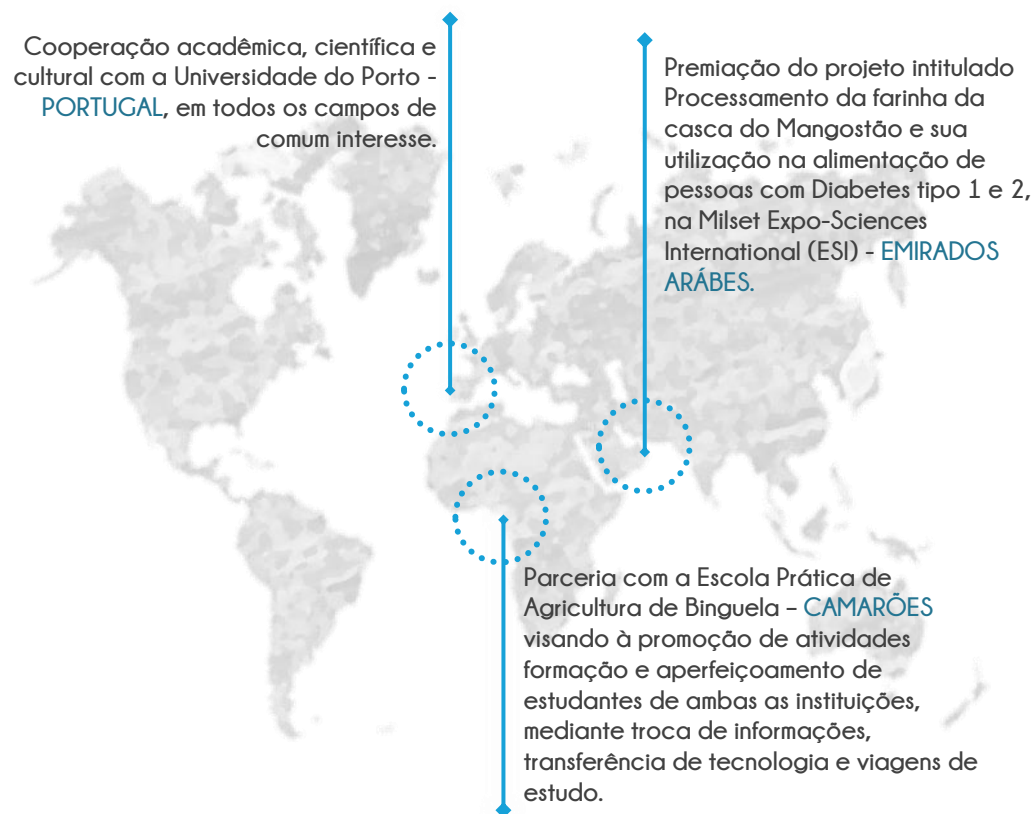 Cooperação acadêmica, científica e
cultural com a Universidade do Porto -
PORTUGAL, em todos os campos de
comum interesse.
Premiação do projeto intitulado
Processamento da farinha da
casca do Mangostão e sua
utilização na alimentação de
pessoas com Diabetes tipo 1 e 2,
na Milset Expo-Sciences
International (ESI) - EMIRADOS
ARÁBES.
Parceria com a Escola Prática de
Agricultura de Binguela – CAMARÕES
visando à promoção de atividades
formação e aperfeiçoamento de
estudantes de ambas as instituições,
mediante troca de informações,
transferência de tecnologia e viagens de
estudo.